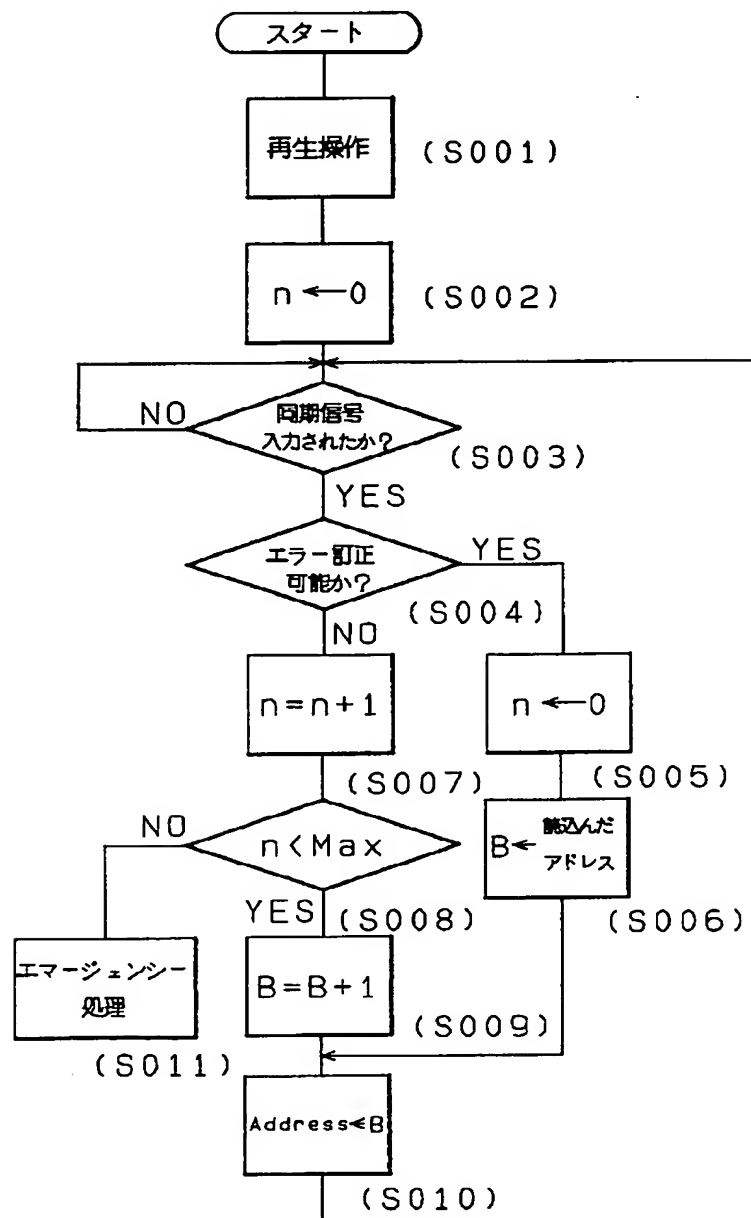 スタート
再生操作
(S001)
n←0
(S002)
NO
同期信号
入力されたか?
(S003)
YES
エラー訂正
可能か?
YES
(S004)
NO
n=n+1
n←0
(S007)
(S005)
NO
n<Max
B←読込んだ
アドレス
YES
(S008)
(S006)
エマージェンシー
処理
B=B+1
(S009)
(S011)
Address←B
(S010)